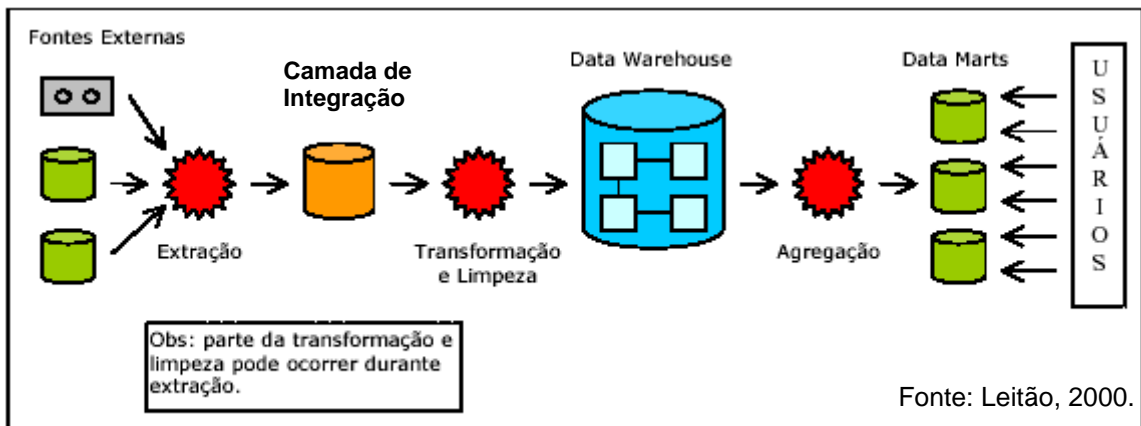 Fontes Externas
Camada de
Integração
Data Warehouse
Data Marts
USUÁRIOS
Extração
Transformação
e Limpeza
Agregação
Obs: parte da transformação e
limpeza pode ocorrer durante
extração.
Fonte: Leitão, 2000.